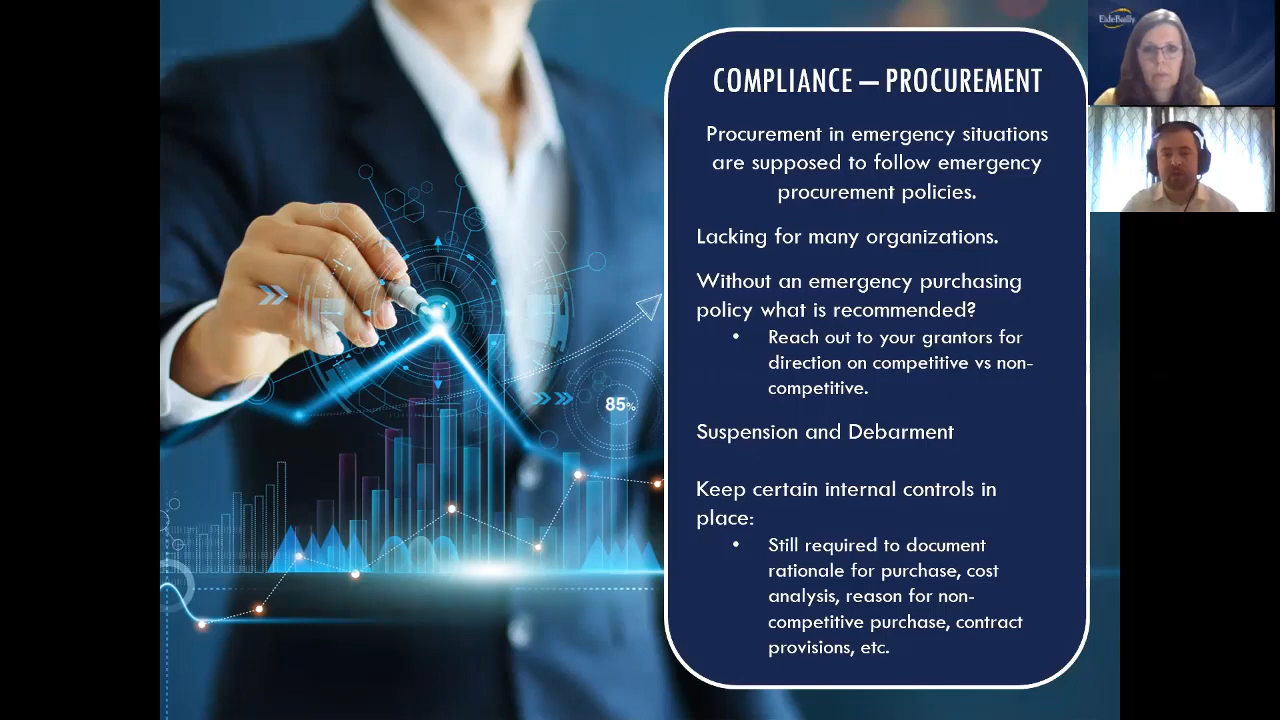 COMPLIANCE – PROCUREMENT
Procurement in emergency situations
are supposed to follow emergency
procurement policies.
Lacking for many organizations.
Without an emergency purchasing
policy what is recommended?
• Reach out to your grantors for
direction on competitive vs non-
competitive.
Suspension and Debarment
Keep certain internal controls in
place:
• Still required to document
rationale for purchase, cost
analysis, reason for non-
competitive purchase, contract
provisions, etc.
85%
EideBailly